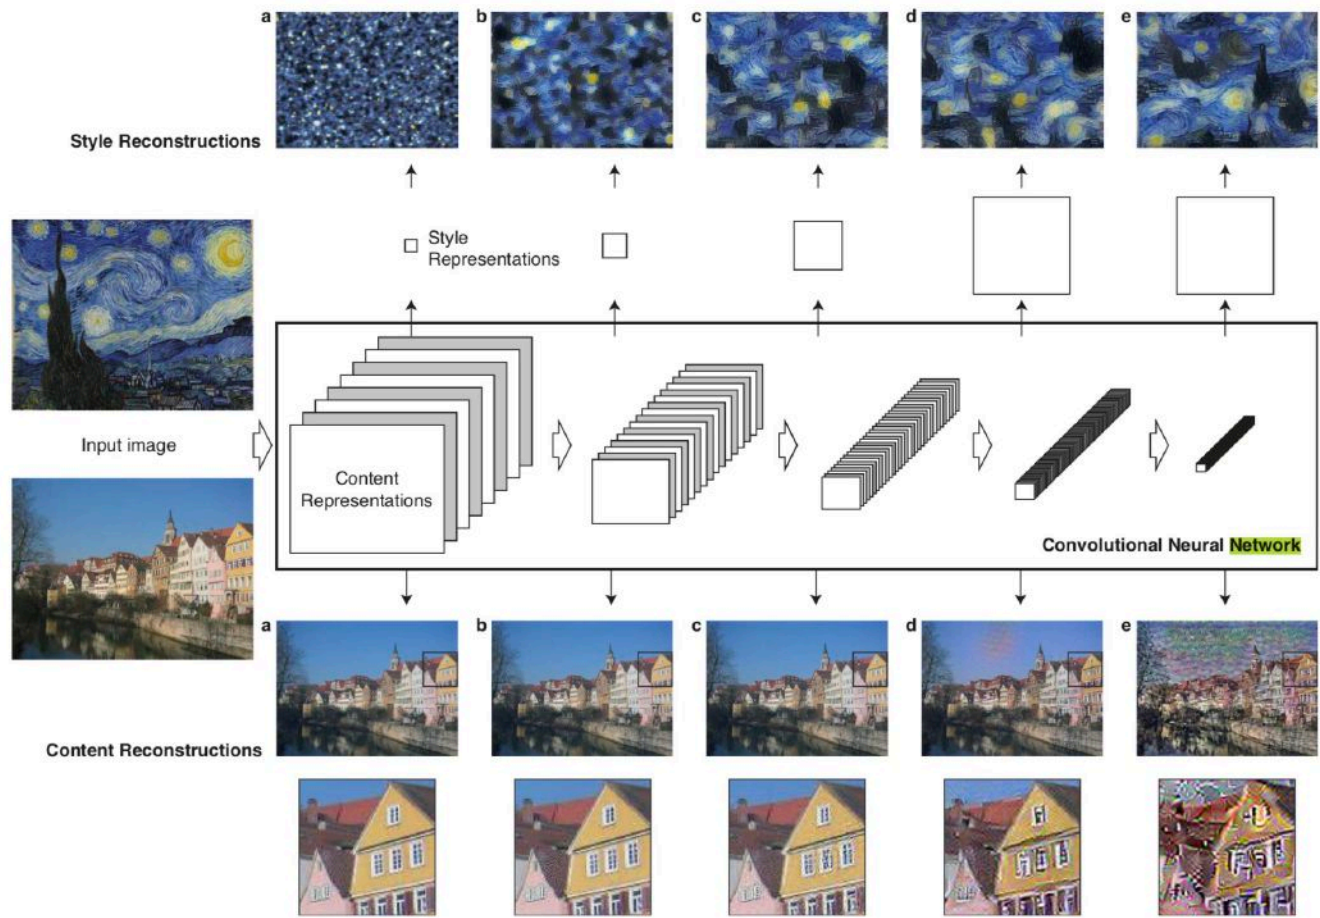 a b c d e
Style Reconstructions
Style
Representations
Input image
Content
Representations
Convolutional Neural Network
a b c d e
Content Reconstructions